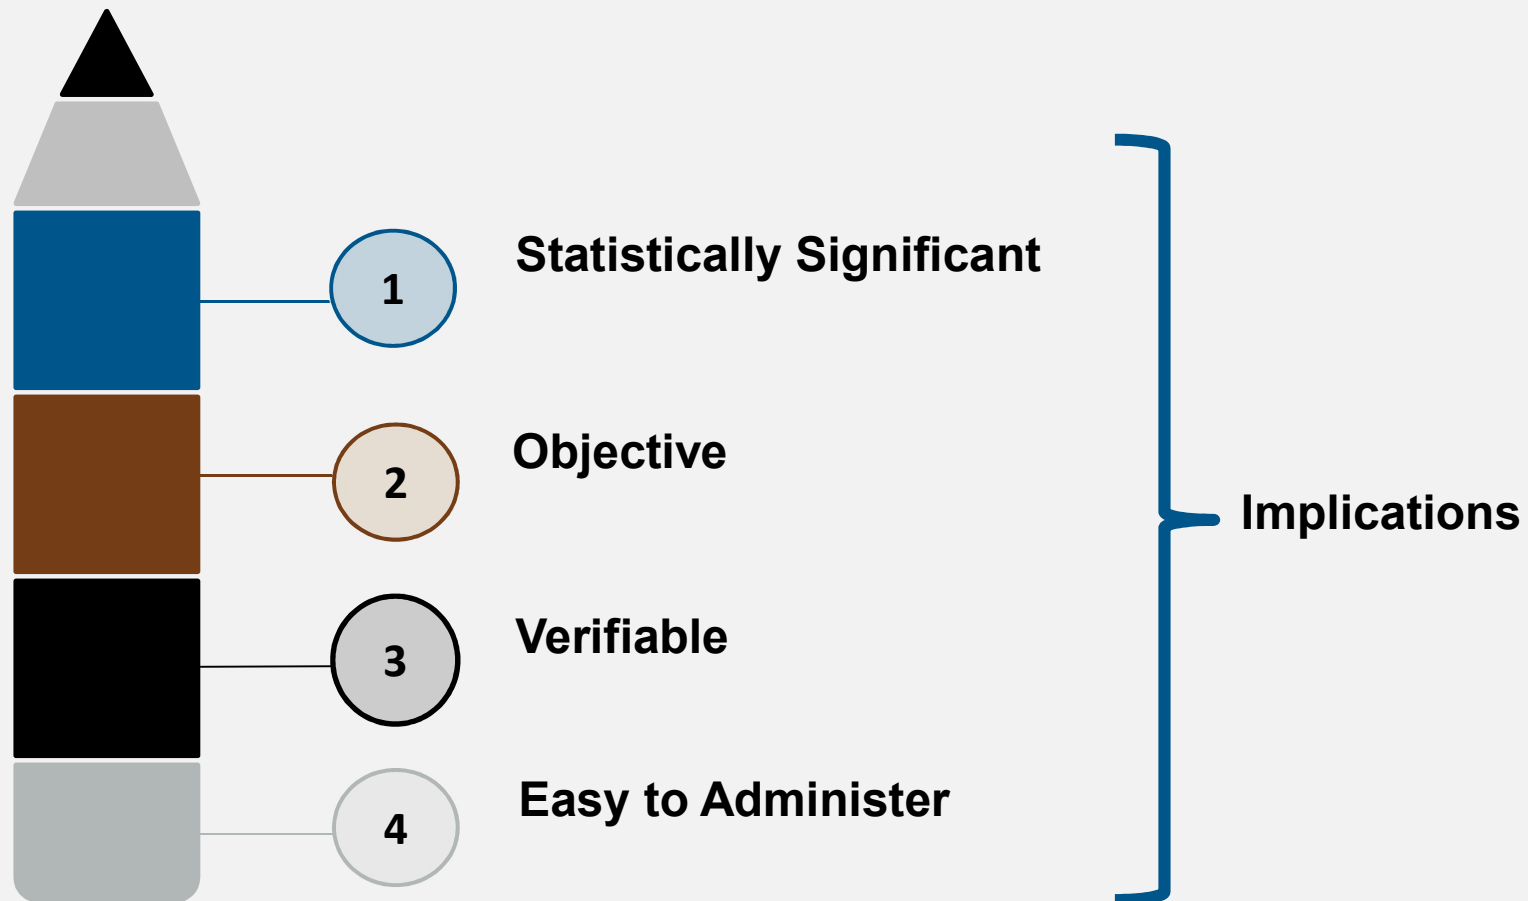 1
Statistically Significant
2
Objective
3
Verifiable
4
Easy to Administer
Implications